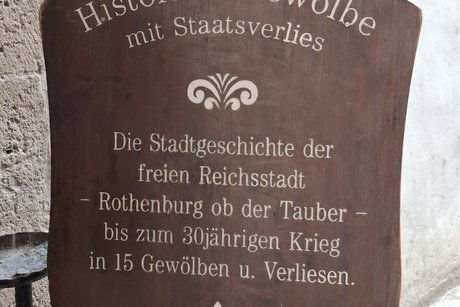 mit Staatsverlies
Die Stadtgeschichte der
freien Reichsstadt
- Rothenburg ob der Tauber -
bis zum 30jährigen Krieg
in 15 Gewölben u. Verliesen.